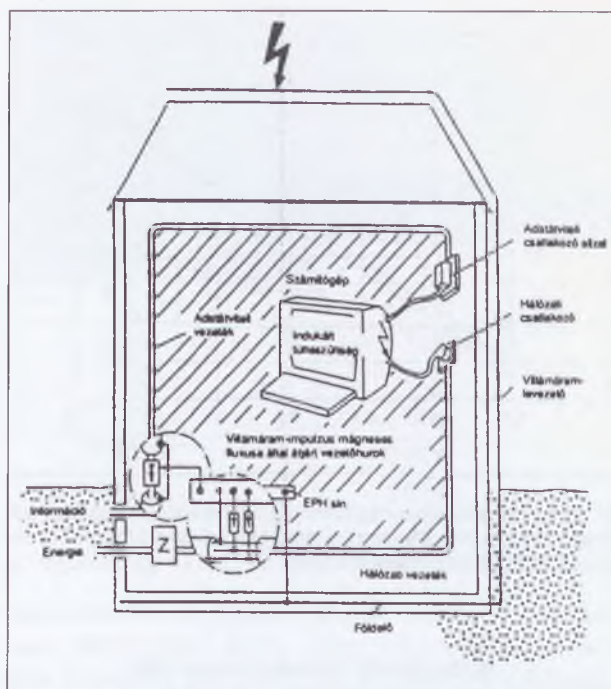 Adatátviteli
csatlakozó aljzat
Számítógép
Hálózati
csatlakozó
Adatátviteli
vezeték
Indukált
túlfeszültség
Villámáram-
levezető
Villámáram-impulzus mágneses
fluxusa által átjárt vezetőhurok
EPH sín
Információ
Energia
Z
Hálózati vezeték
Földelő